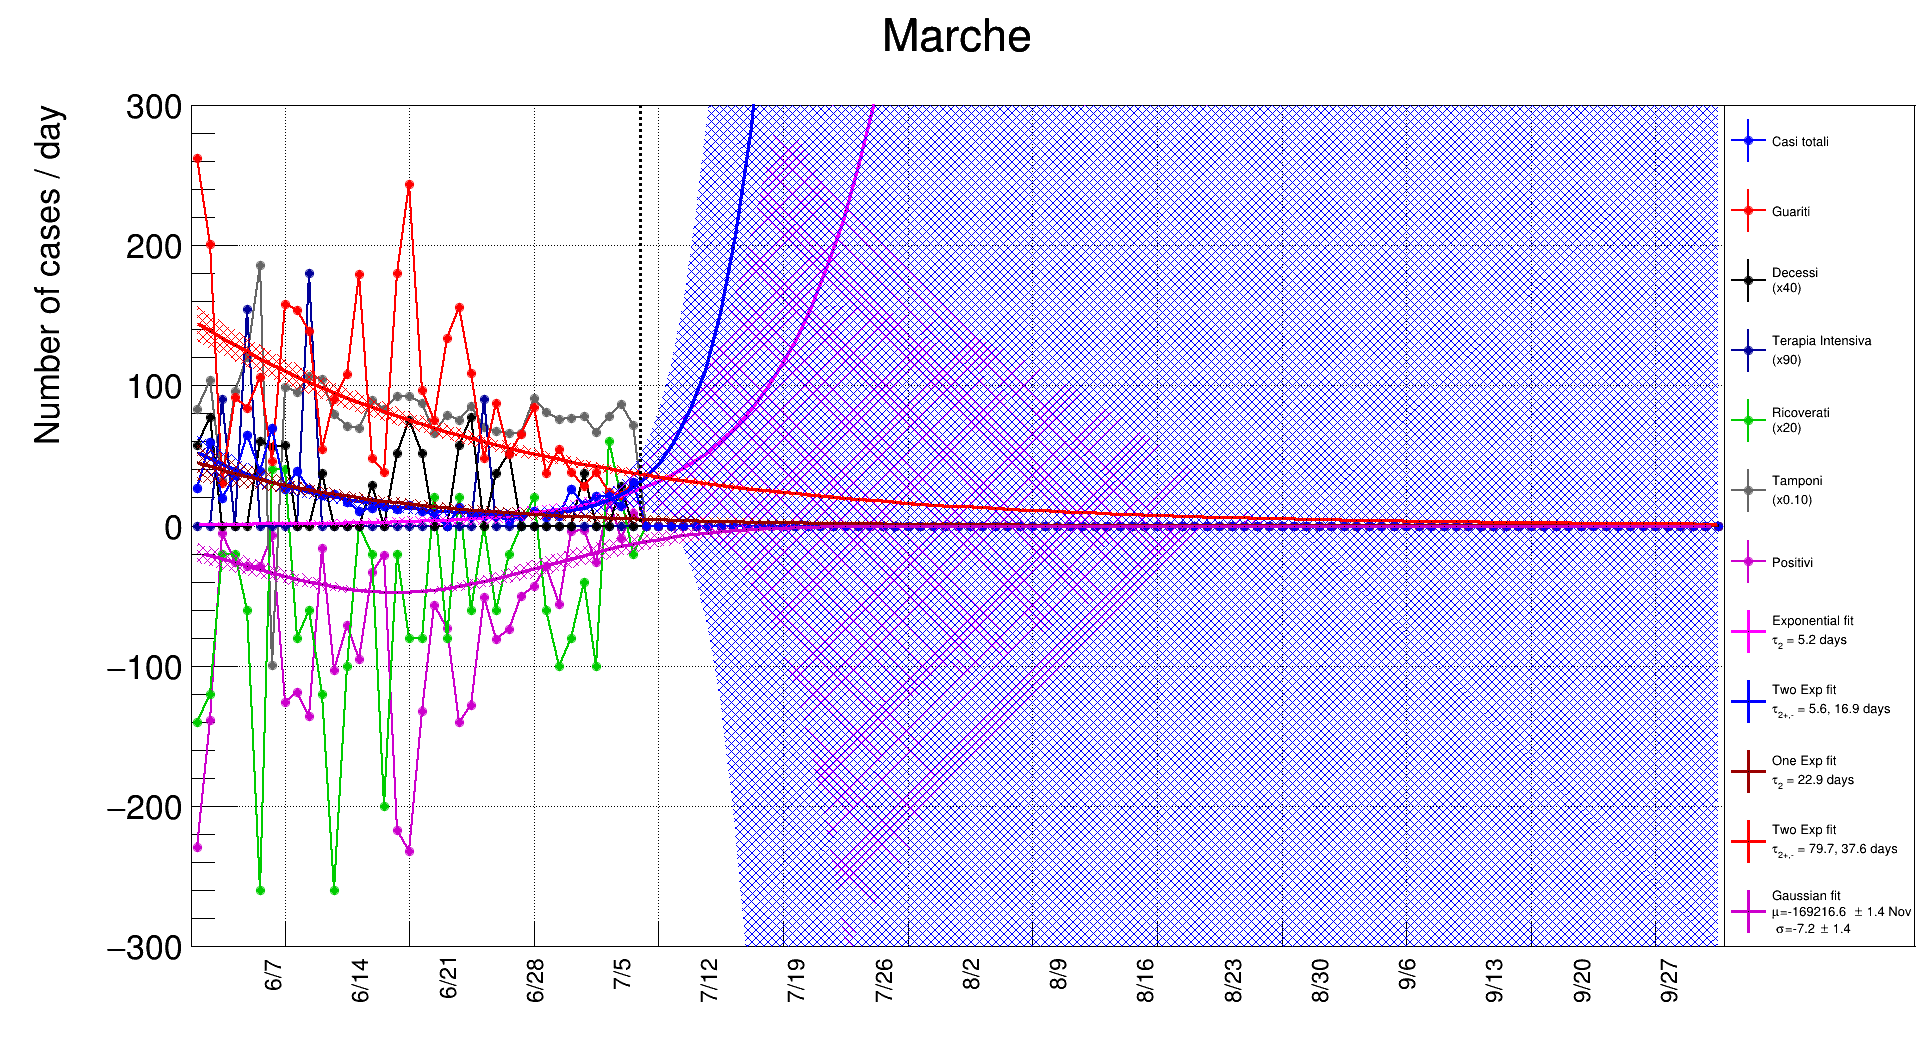 Marche
Number of cases / day
300
200
100
0
−100
−200
−300
6/7
6/14
6/21
6/28
7/5
7/12
7/19
7/26
8/2
8/9
8/16
8/23
8/30
9/6
9/13
9/20
9/27
Casi totali
Guariti
Decessi
(x40)
Terapia Intensiva
(x90)
Ricoverati
(x20)
Tamponi
(x0.10)
Positivi
Exponential fit
τ2 = 5.2 days
Two Exp fit
τ2+,- = 5.6, 16.9 days
One Exp fit
τ2 = 22.9 days
Two Exp fit
τ2+,- = 79.7, 37.6 days
Gaussian fit
μ=-169216.6 ± 1.4 Nov
σ=-7.2 ± 1.4